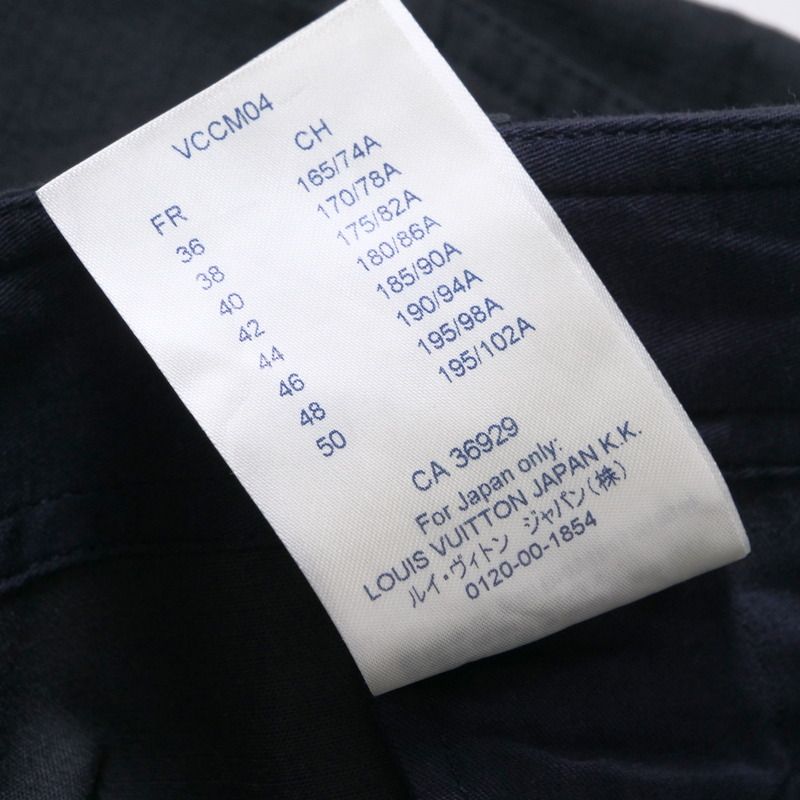 VCCM04
FR CH
36 165/74A
38 170/78A
40 175/82A
42 180/86A
44 185/90A
46 190/94A
48 195/98A
50 195/102A
CA 36929
For Japan only:
LOUIS VUITTON JAPAN K.K.
ルイ・ヴィトン ジャパン(株)
0120-00-1854